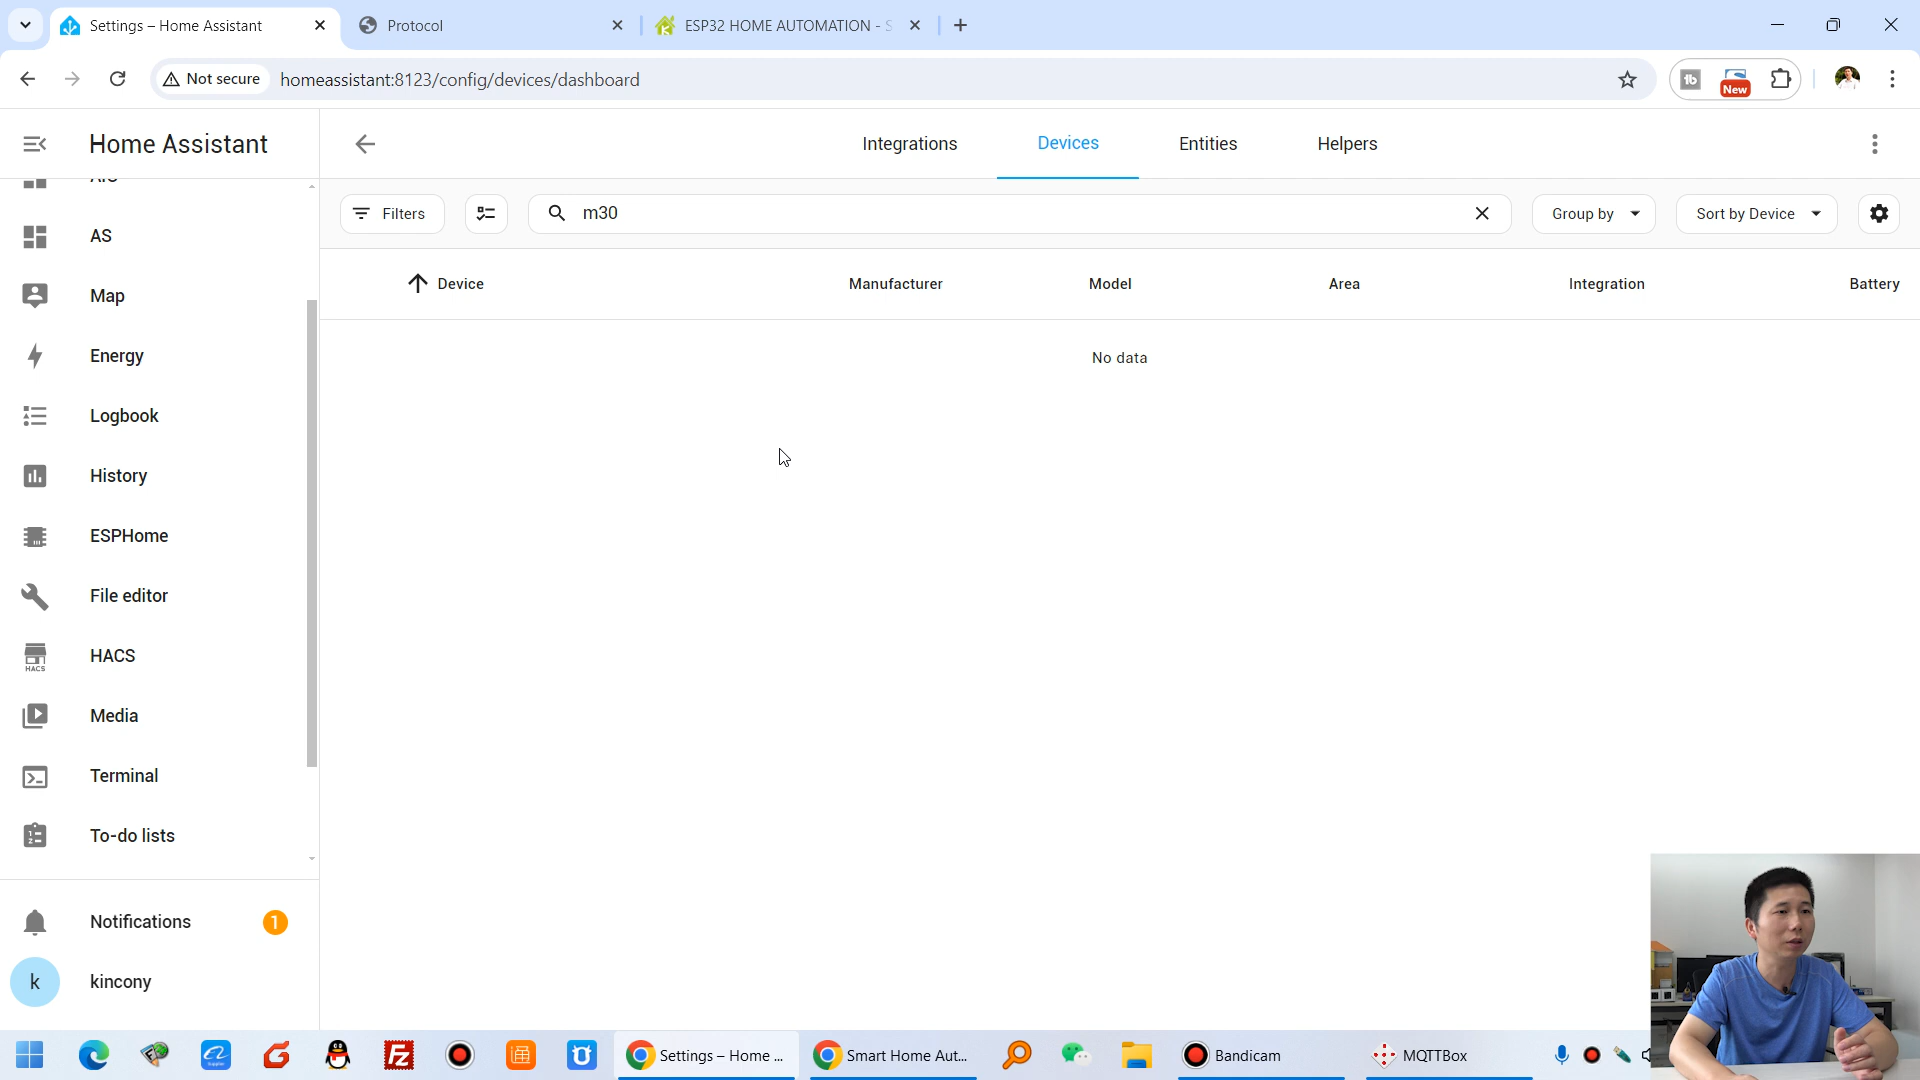 Settings – Home Assistant
Protocol
ESP32 HOME AUTOMATION - S
Not secure
homeassistant:8123/config/devices/dashboard
New
Home Assistant
Integrations
Devices
Entities
Helpers
AS
Filters
m30
Group by
Sort by Device
Device
Manufacturer
Model
Area
Integration
Battery
No data
Map
Energy
Logbook
History
ESPHome
File editor
HACS
HACS
Media
Terminal
To-do lists
Notifications
1
k
kincony
Settings – Home ...
Smart Home Aut...
Bandicam
MQTTBox